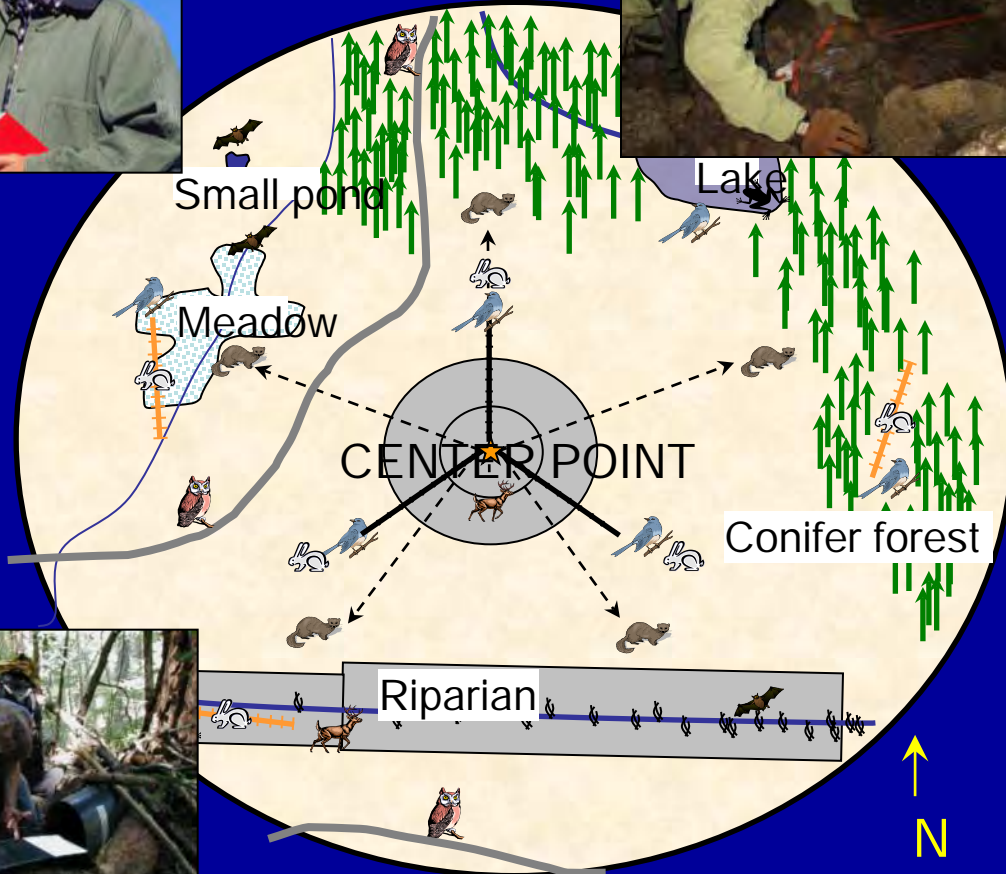 Lake
Small pond
Meadow
CENTER POINT
Conifer forest
Riparian
N